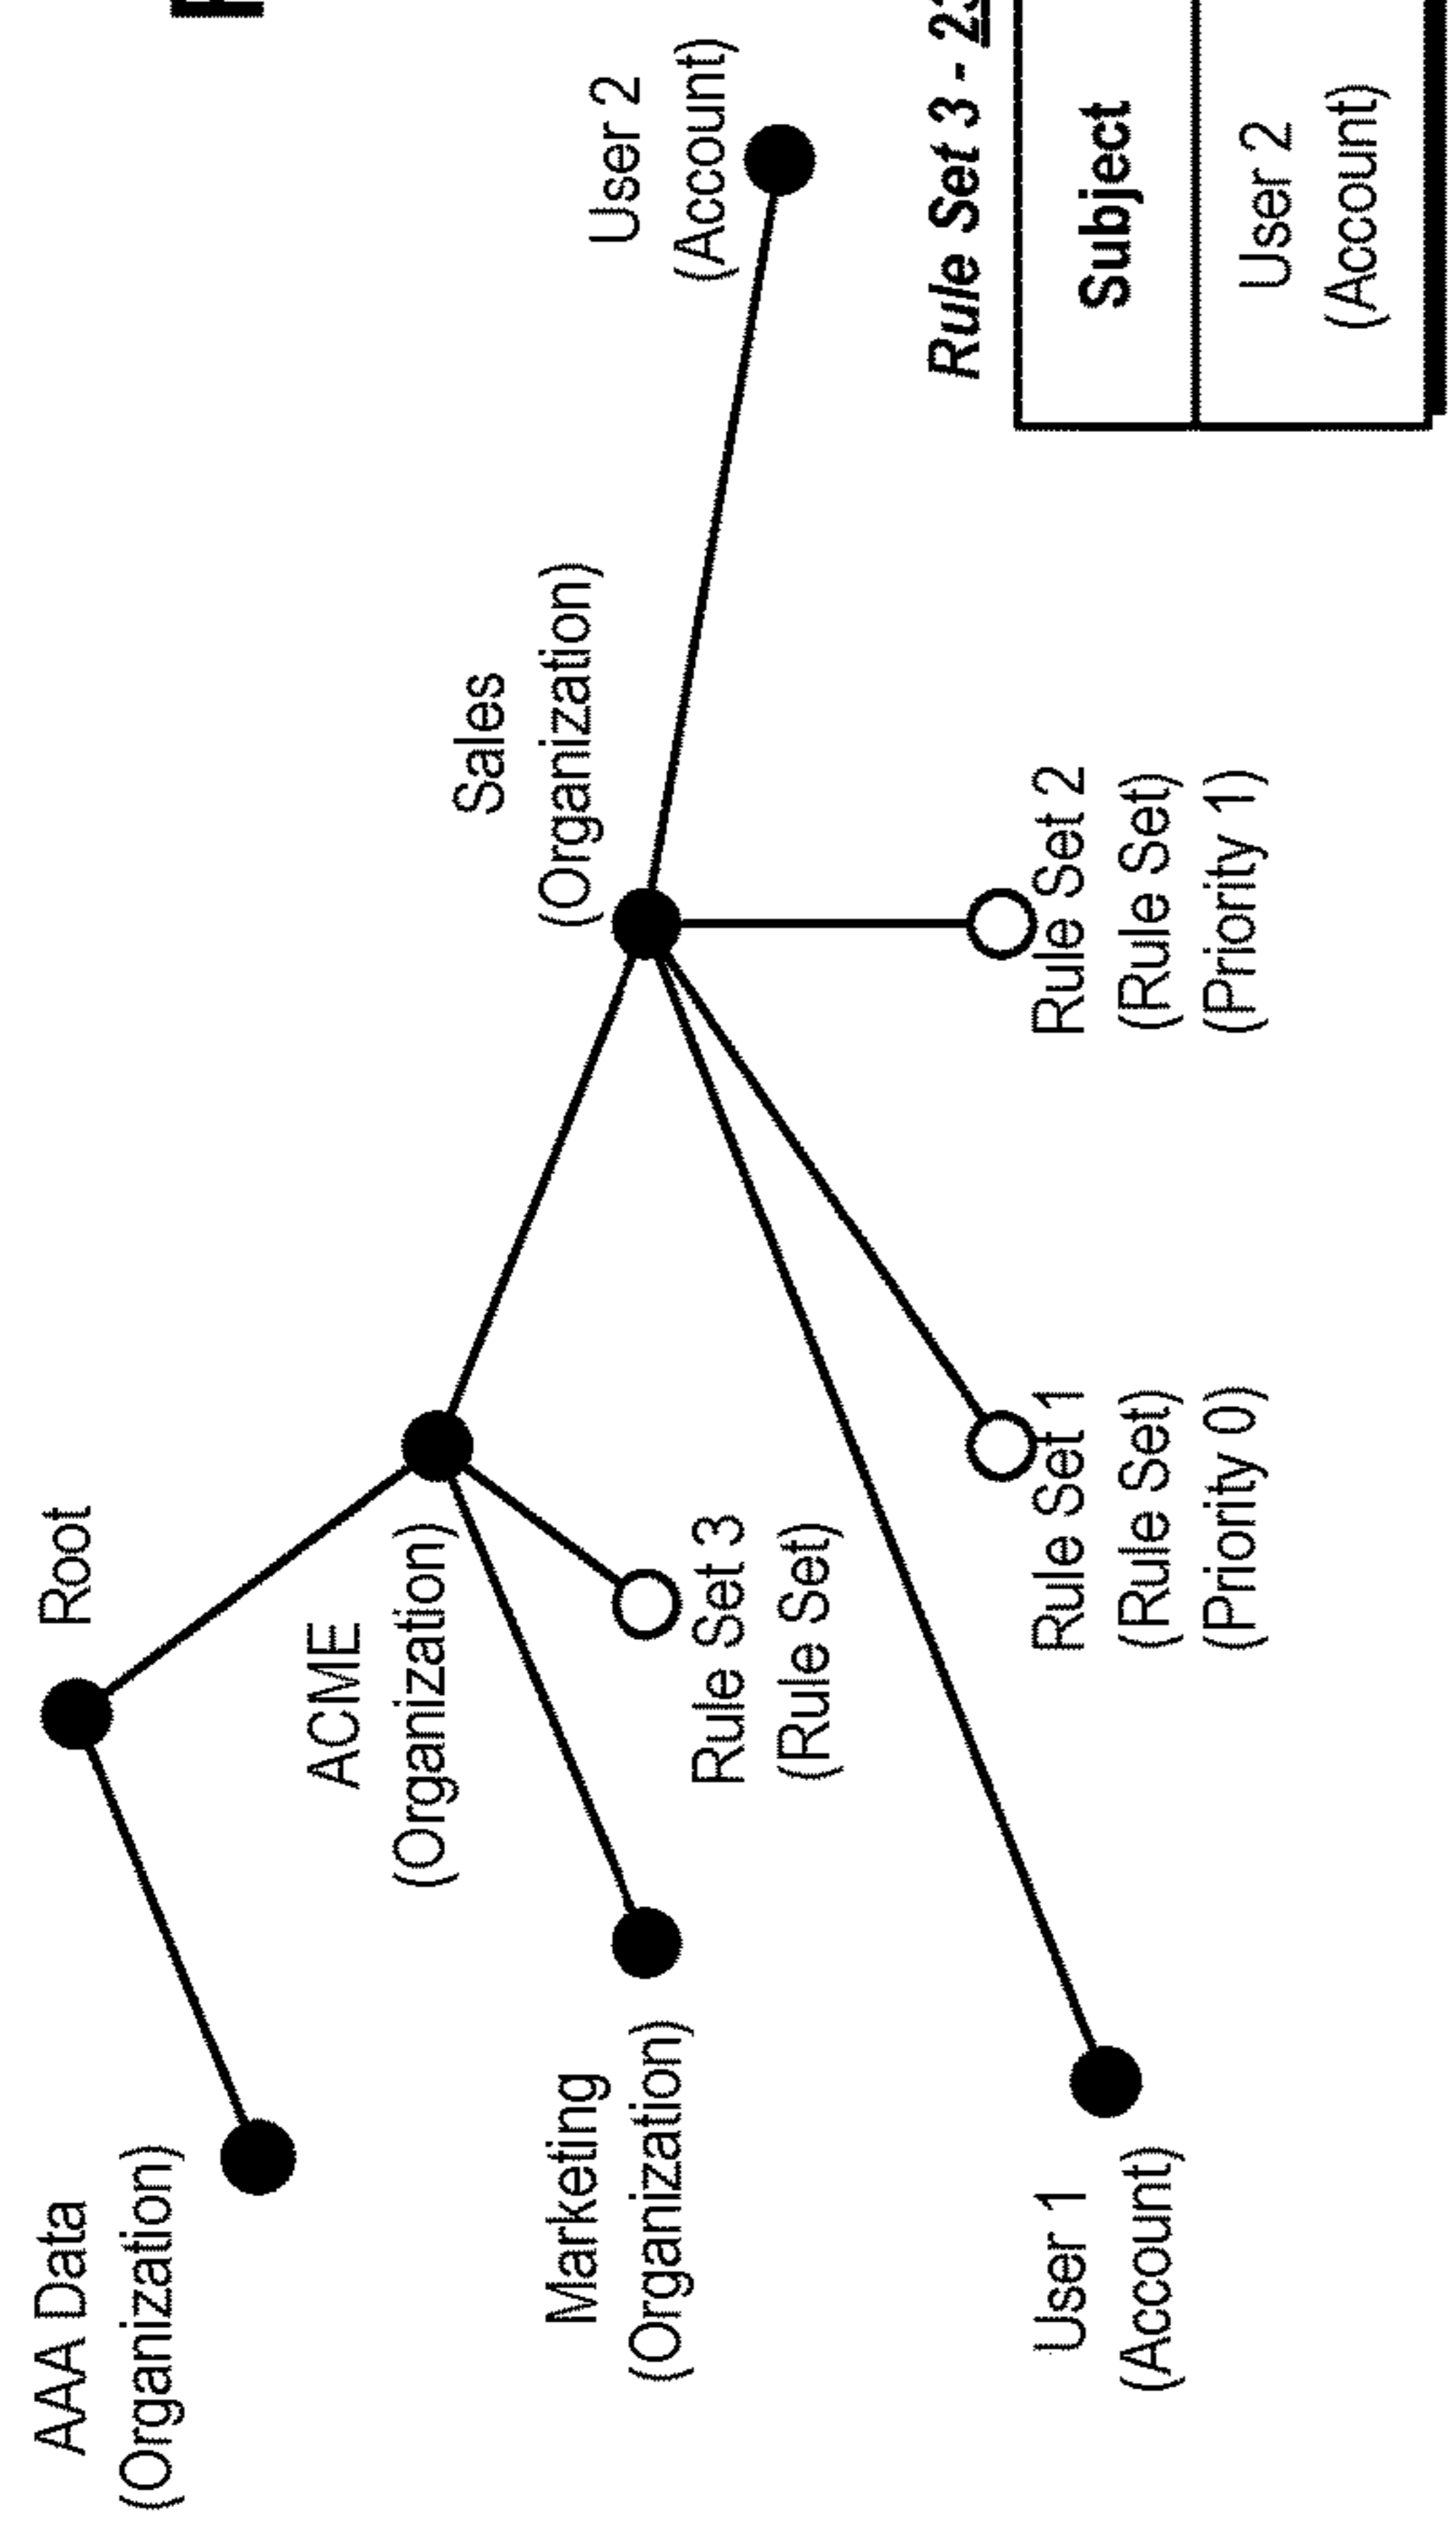 Root
AAA Data
(Organization)
ACME
(Organization)
Sales
(Organization)
User 2
(Account)
Marketing
(Organization)
Rule Set 3
(Rule Set)
User 1
(Account)
Rule Set 1
(Rule Set)
(Priority 0)
Rule Set 2
(Rule Set)
(Priority 1)
Rule Set 3 -
Subject
User 2
(Account)